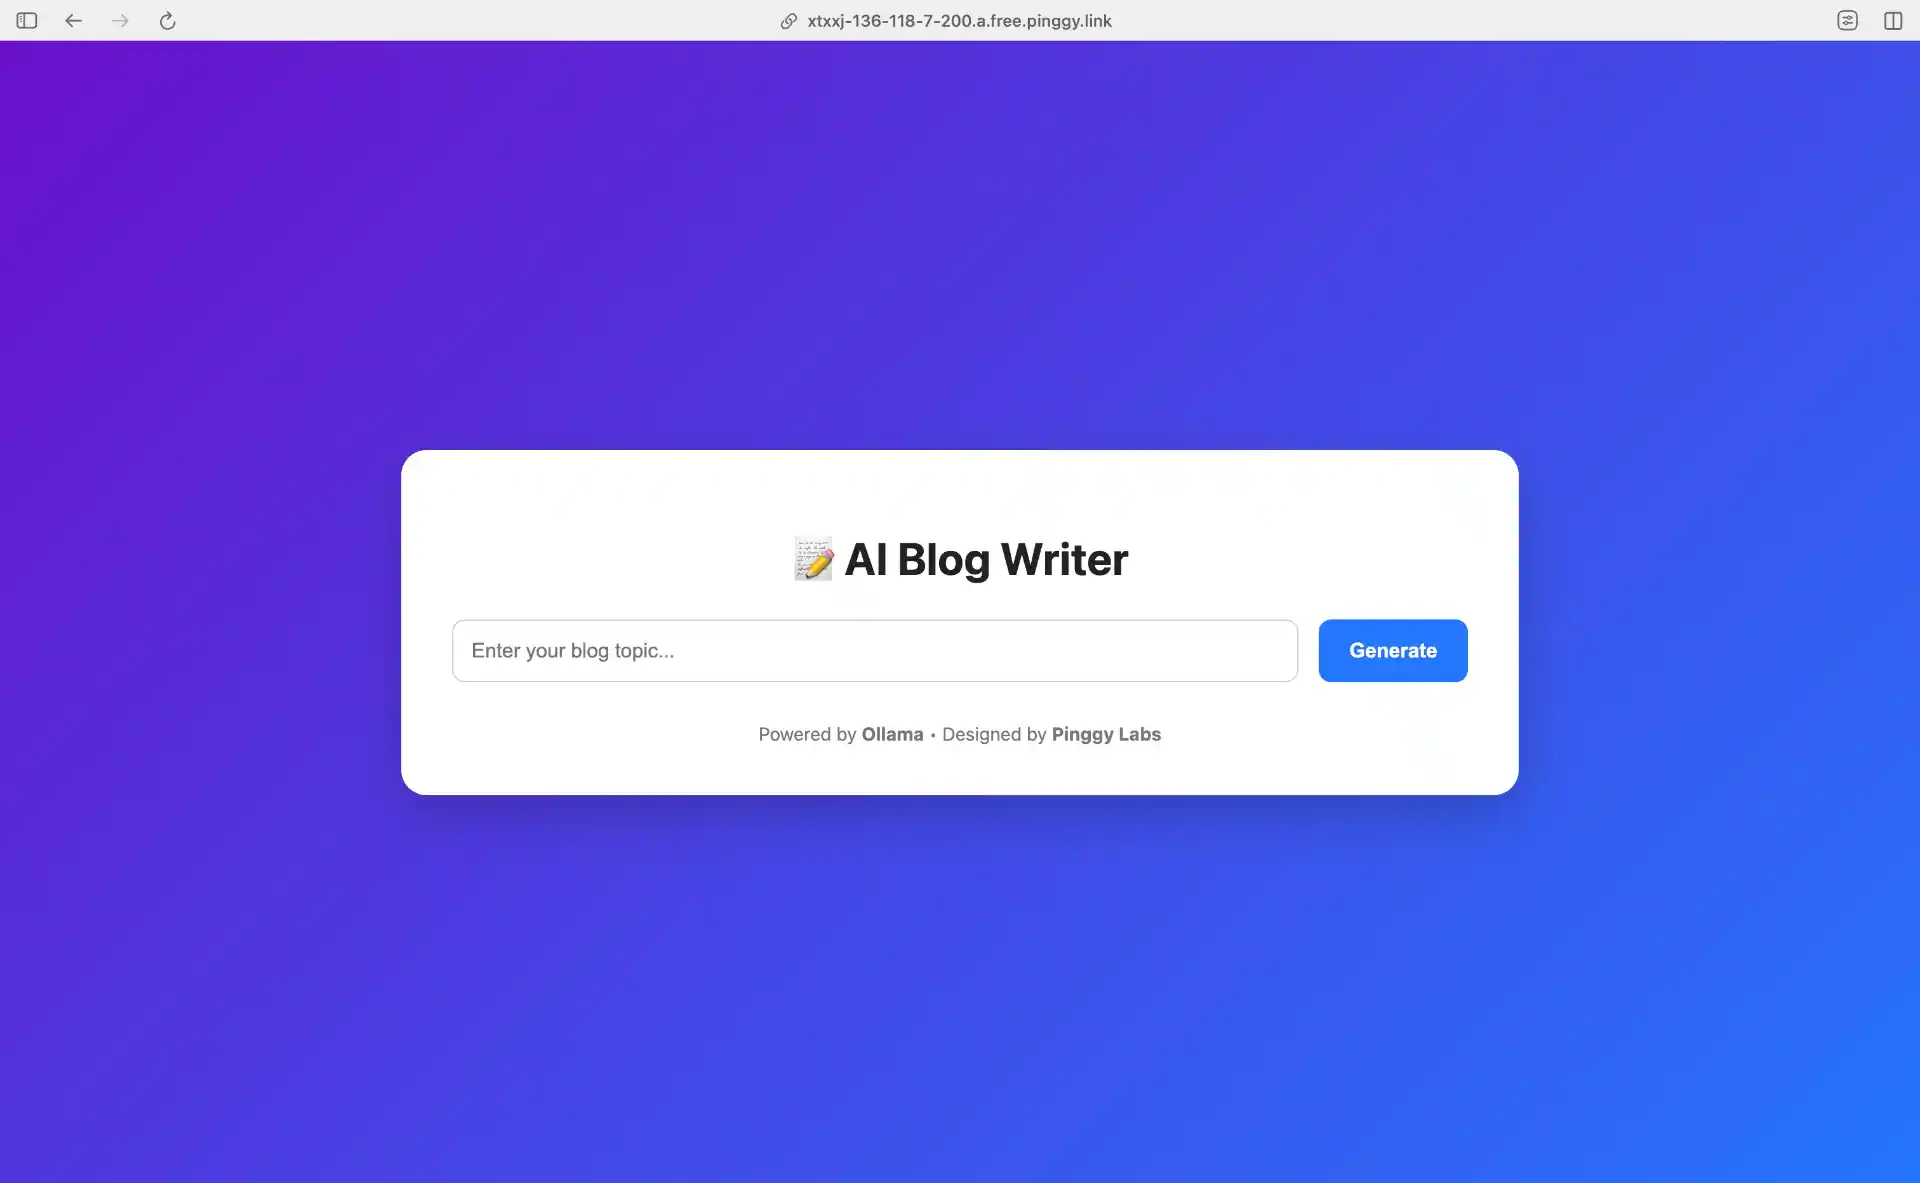 xtxxj-136-118-7-200.a.free.pinggy.link
AI Blog Writer
Enter your blog topic...
Generate
Powered by Ollama • Designed by Pinggy Labs